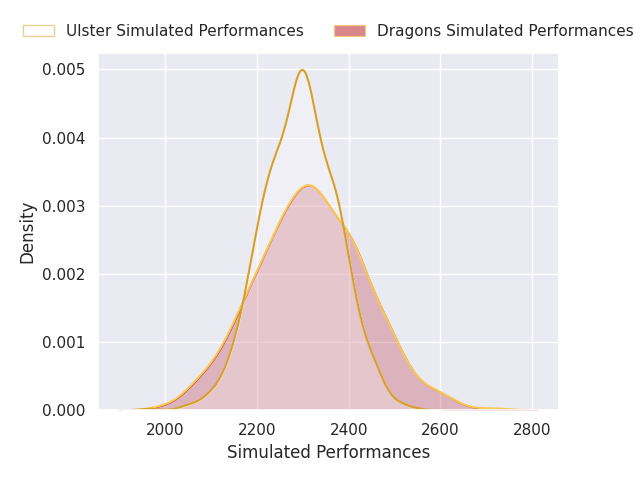 Ulster Simulated Performances
Dragons Simulated Performances
0.005
0.004
0.003
0.002
0.001
0.000
Density
2000
2200
2400
2600
2800
Simulated Performances